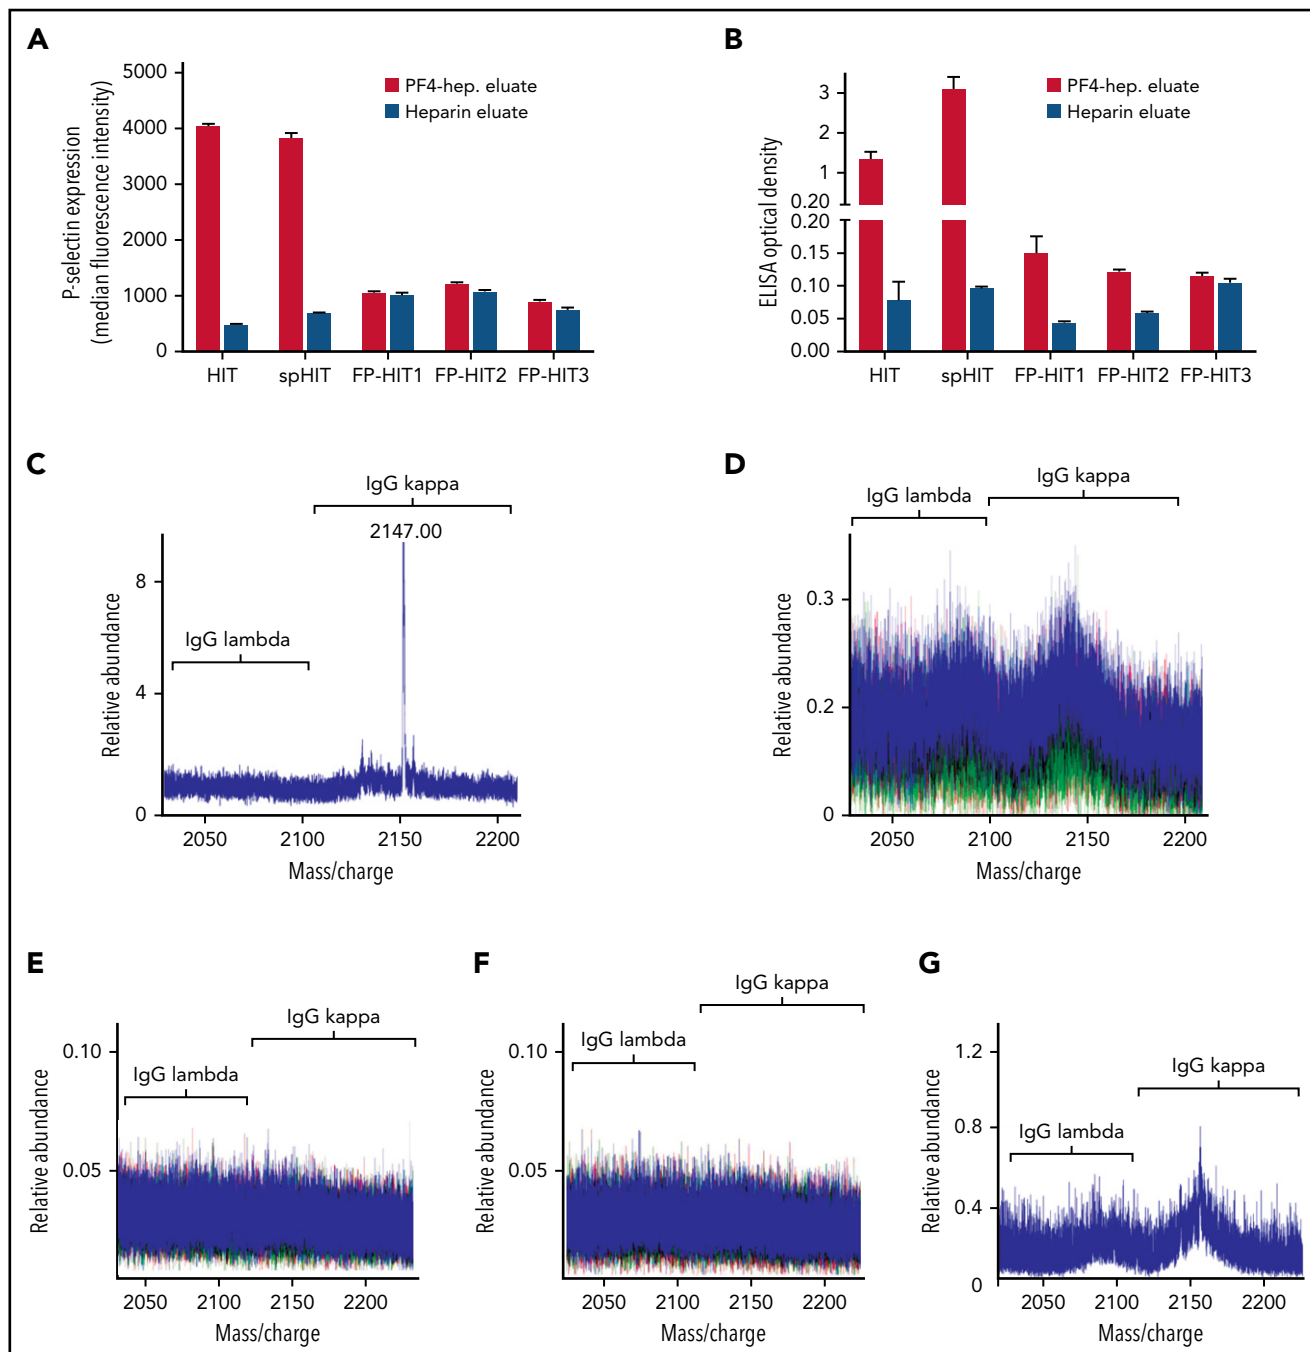 A
P-selectin expression
(median fluorescence intensity)
5000
4000
3000
2000
1000
0
PF4-hep. eluate
Heparin eluate
HIT spHIT FP-HIT1 FP-HIT2 FP-HIT3
B
ELISA optical density
3
2
1
0.20
0.20
0.15
0.10
0.05
0.00
PF4-hep. eluate
Heparin eluate
HIT spHIT FP-HIT1 FP-HIT2 FP-HIT3
C
IgG kappa
2147.00
IgG lambda
Relative abundance
8
4
0
2050 2100 2150 2200
Mass/charge
D
IgG kappa
IgG lambda
Relative abundance
0.3
0.2
0
2050 2100 2150 2200
Mass/charge
E
IgG kappa
IgG lambda
Relative abundance
0.10
0.05
2050 2100 2150 2200
Mass/charge
F
IgG kappa
IgG lambda
Relative abundance
0.10
0.05
2050 2100 2150 2200
Mass/charge
G
IgG kappa
IgG lambda
Relative abundance
1.2
0.8
0.4
0
2050 2100 2150 2200
Mass/charge